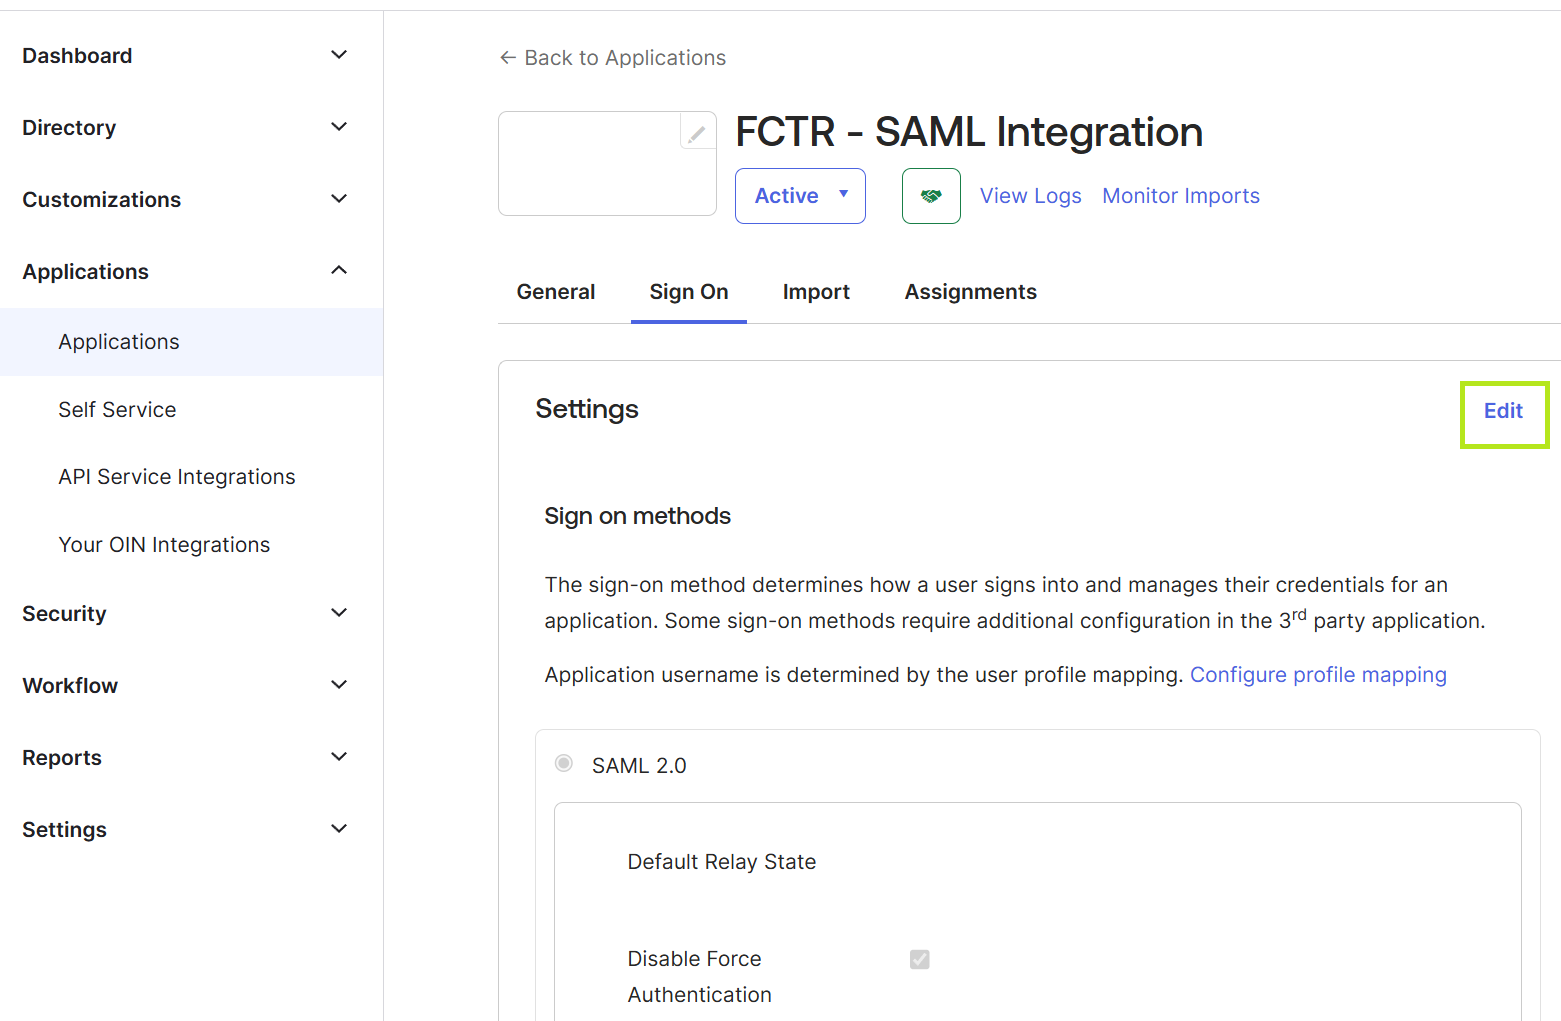 Dashboard
Directory
Customizations
Applications
Applications
Self Service
API Service Integrations
Your OIN Integrations
Security
Workflow
Reports
Settings
← Back to Applications
FCTR - SAML Integration
Active
View Logs
Monitor Imports
General
Sign On
Import
Assignments
Settings
Edit
Sign on methods
The sign-on method determines how a user signs into and manages their credentials for an
application. Some sign-on methods require additional configuration in the 3rd party application.
Application username is determined by the user profile mapping. Configure profile mapping
SAML 2.0
Default Relay State
Disable Force
Authentication